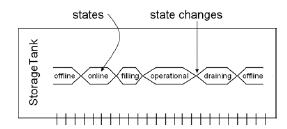 states
state changes
StorageTank
offline
online
filling
operational
draining
offline